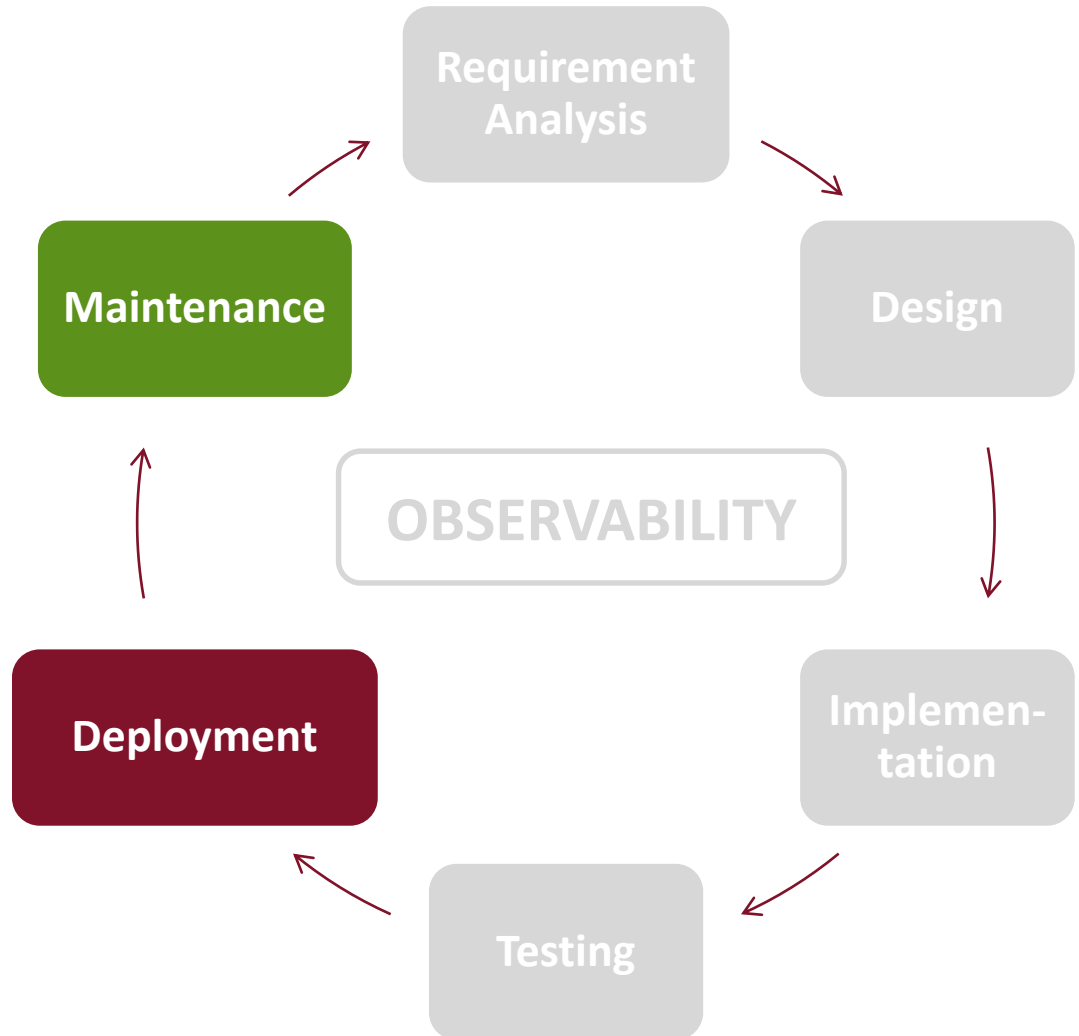 Requirement
Analysis
Maintenance
Design
OBSERVABILITY
Deployment
Implemen-
tation
Testing